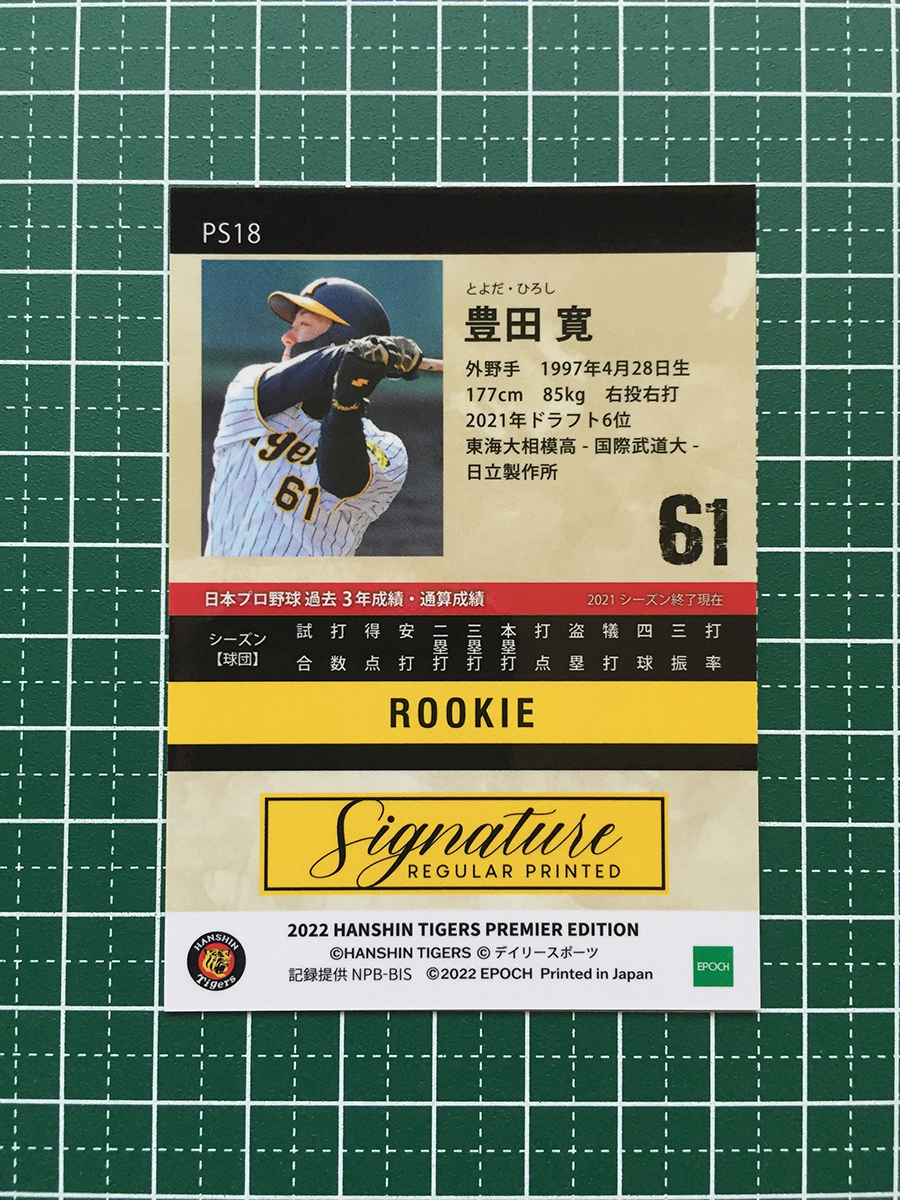 PS18
とよだ・ひろし
豊田 寛
外野手 1997年4月28日生
177cm 85kg 右投右打
2021年ドラフト6位
東海大相模高 - 国際武道大 -
日立製作所
61
Tigers
61
日本プロ野球 過去 3年成績・通算成績 2021 シーズン終了現在
シーズン【球団】 試合 打数 得点 安打 二塁打 三塁打 本塁打 打点 盗塁 犠打 四球 三振 打率
ROOKIE
Signature
REGULAR PRINTED
2022 HANSHIN TIGERS PREMIER EDITION
©HANSHIN TIGERS © デイリースポーツ
記録提供 NPB-BIS ©2022 EPOCH Printed in Japan
HANSHIN
Tigers
EPOCH